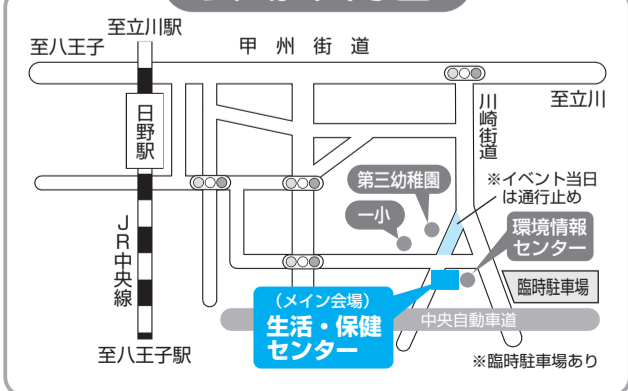 至立川駅
至八王子
甲州街道
至立川
川崎街道
日野駅
第三幼稚園
※イベント当日
は通行止め
一小
環境情報
センター
JR中央線
臨時駐車場
（メイン会場）
生活・保健
センター
中央自動車道
至八王子駅
※臨時駐車場あり